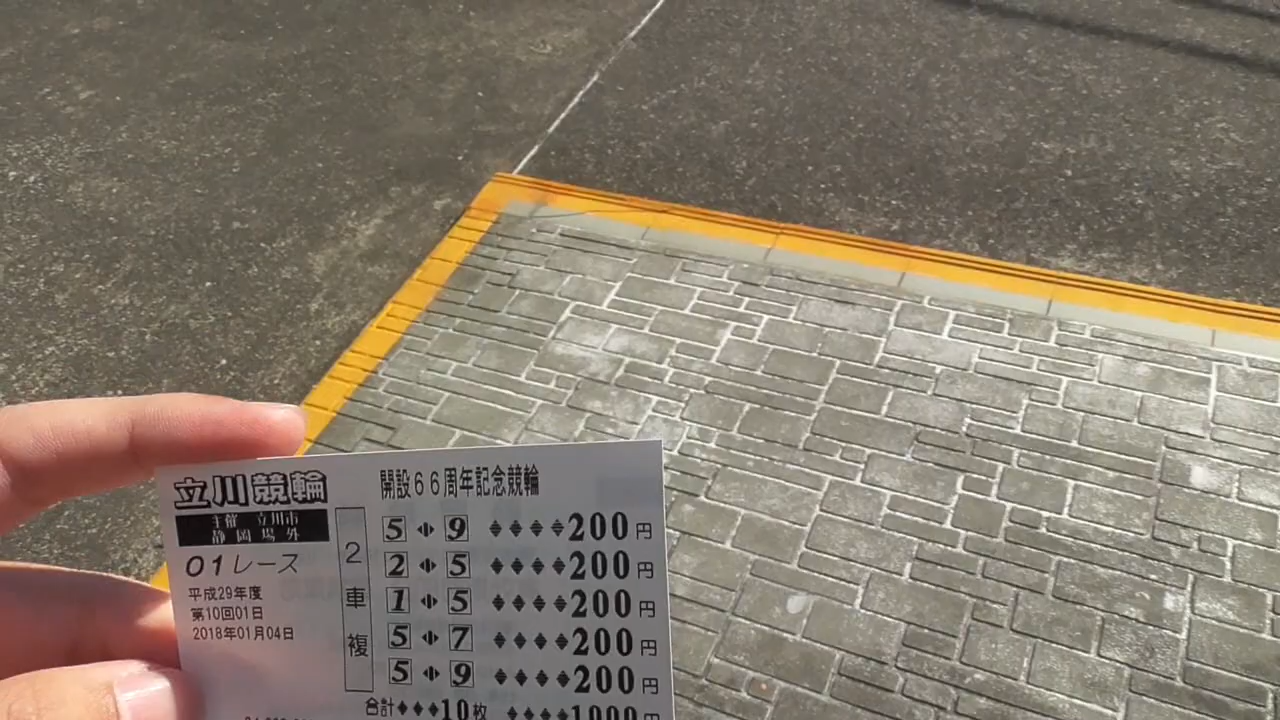 立川競輪
主催 立川市
静岡場外
01レース
平成29年度
第10回01日
2018年01月04日
開設66周年記念競輪
2車複
5 ◆ 9 ◆◆◆◆200円
2 ◆ 5 ◆◆◆◆200円
1 ◆ 5 ◆◆◆◆200円
5 ◆ 7 ◆◆◆◆200円
5 ◆ 9 ◆◆◆◆200円
合計◆◆◆10枚 ◆◆◆◆1000円